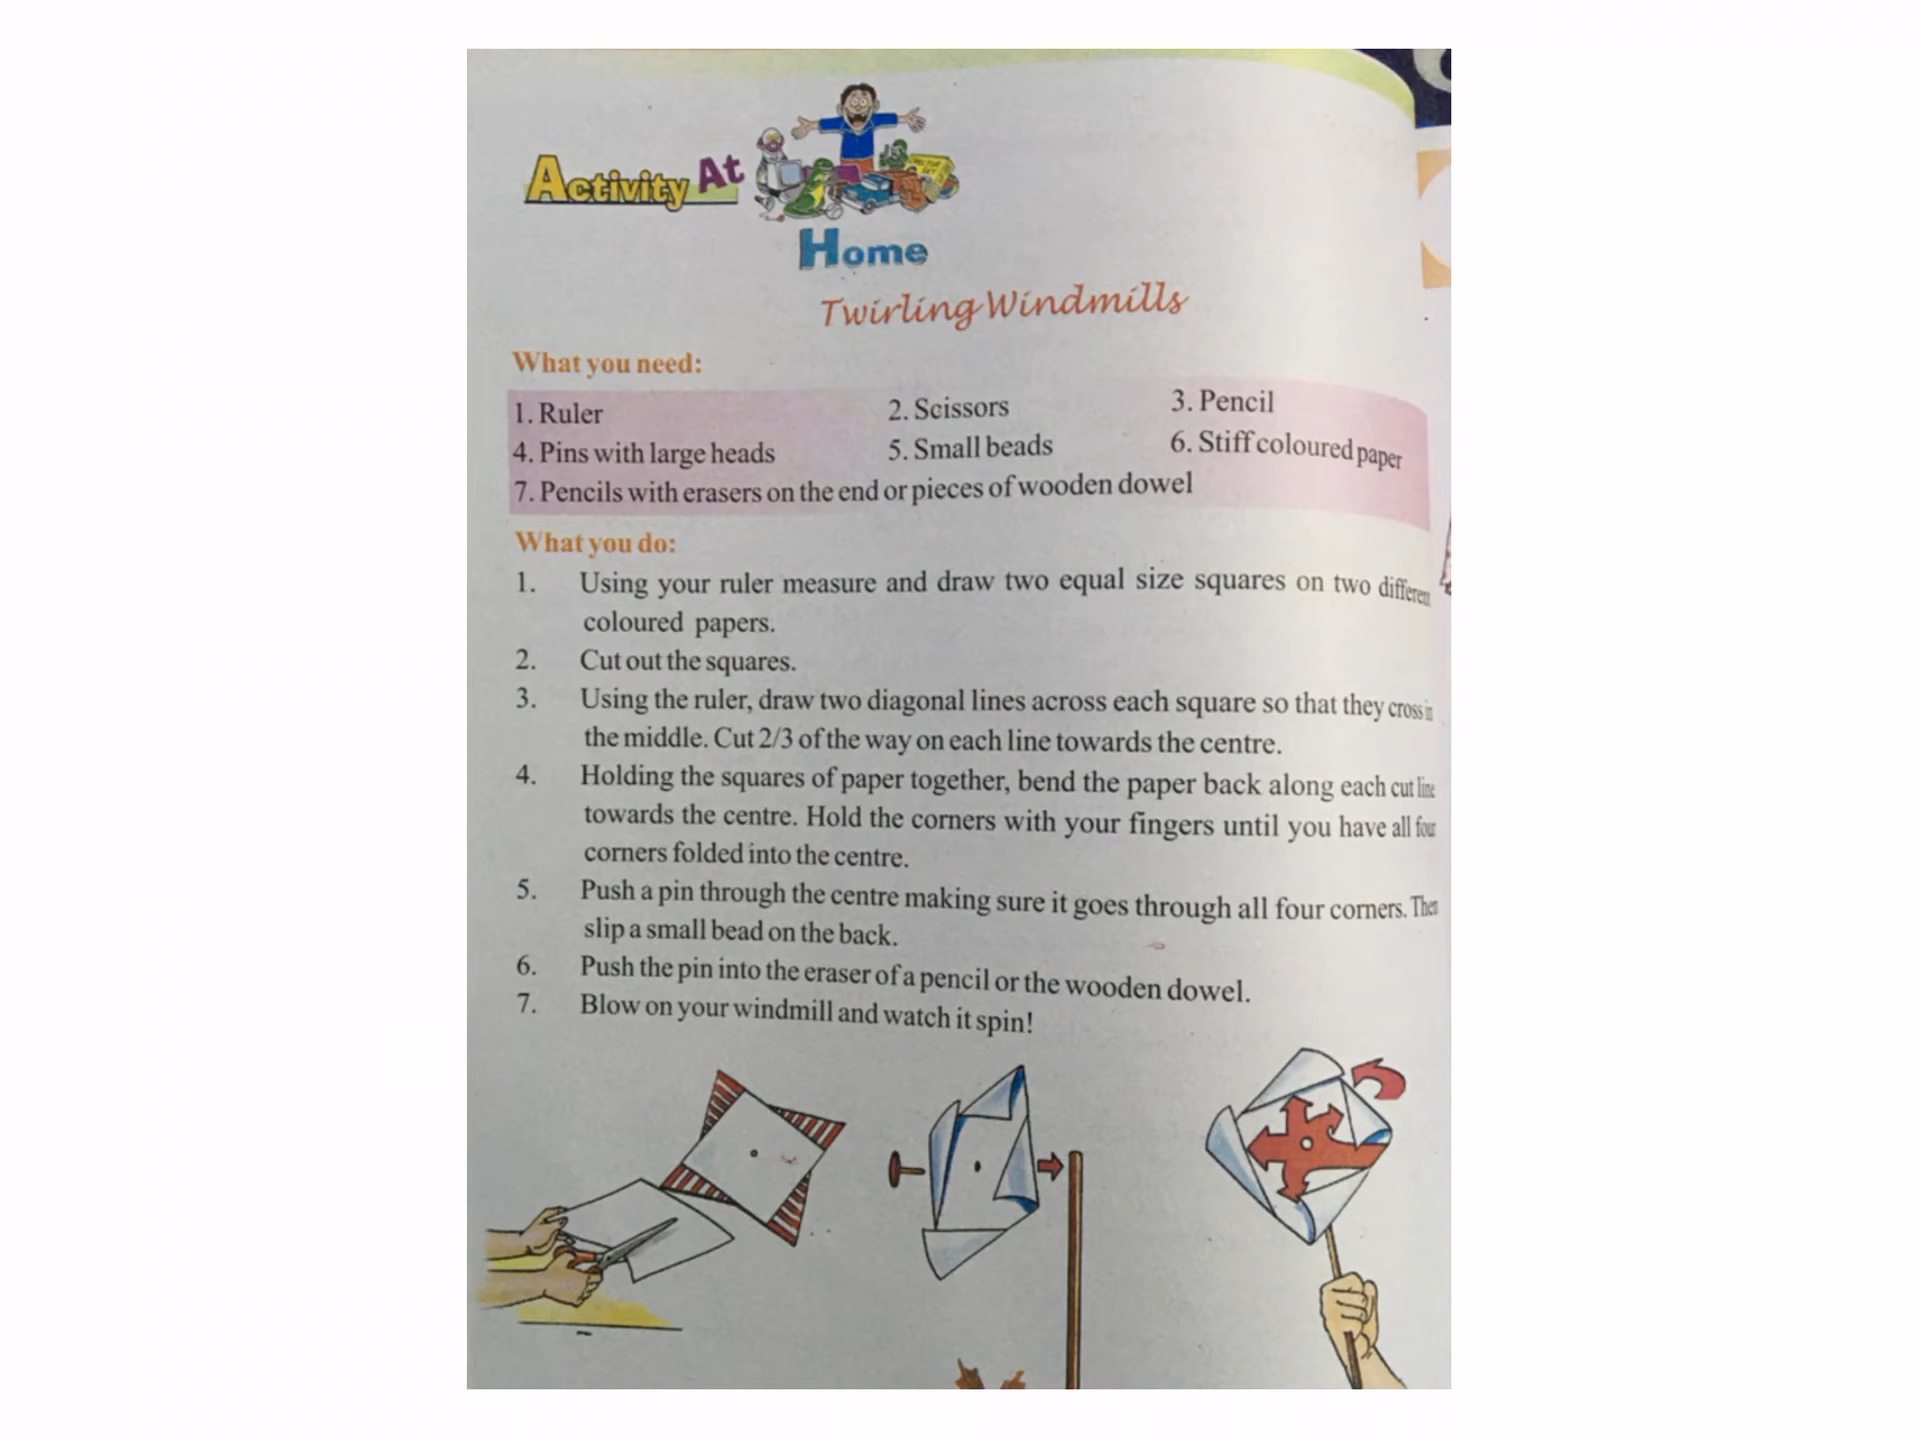 Activity At
Home
Twirling Windmills
What you need:
1. Ruler 2. Scissors 3. Pencil
4. Pins with large heads 5. Small beads 6. Stiff coloured paper
7. Pencils with erasers on the end or pieces of wooden dowel
What you do:
1. Using your ruler measure and draw two equal size squares on two different
coloured papers.
2. Cut out the squares.
3. Using the ruler, draw two diagonal lines across each square so that they cross in
the middle. Cut 2/3 of the way on each line towards the centre.
4. Holding the squares of paper together, bend the paper back along each cut line
towards the centre. Hold the corners with your fingers until you have all four
corners folded into the centre.
5. Push a pin through the centre making sure it goes through all four corners. Then
slip a small bead on the back.
6. Push the pin into the eraser of a pencil or the wooden dowel.
7. Blow on your windmill and watch it spin!